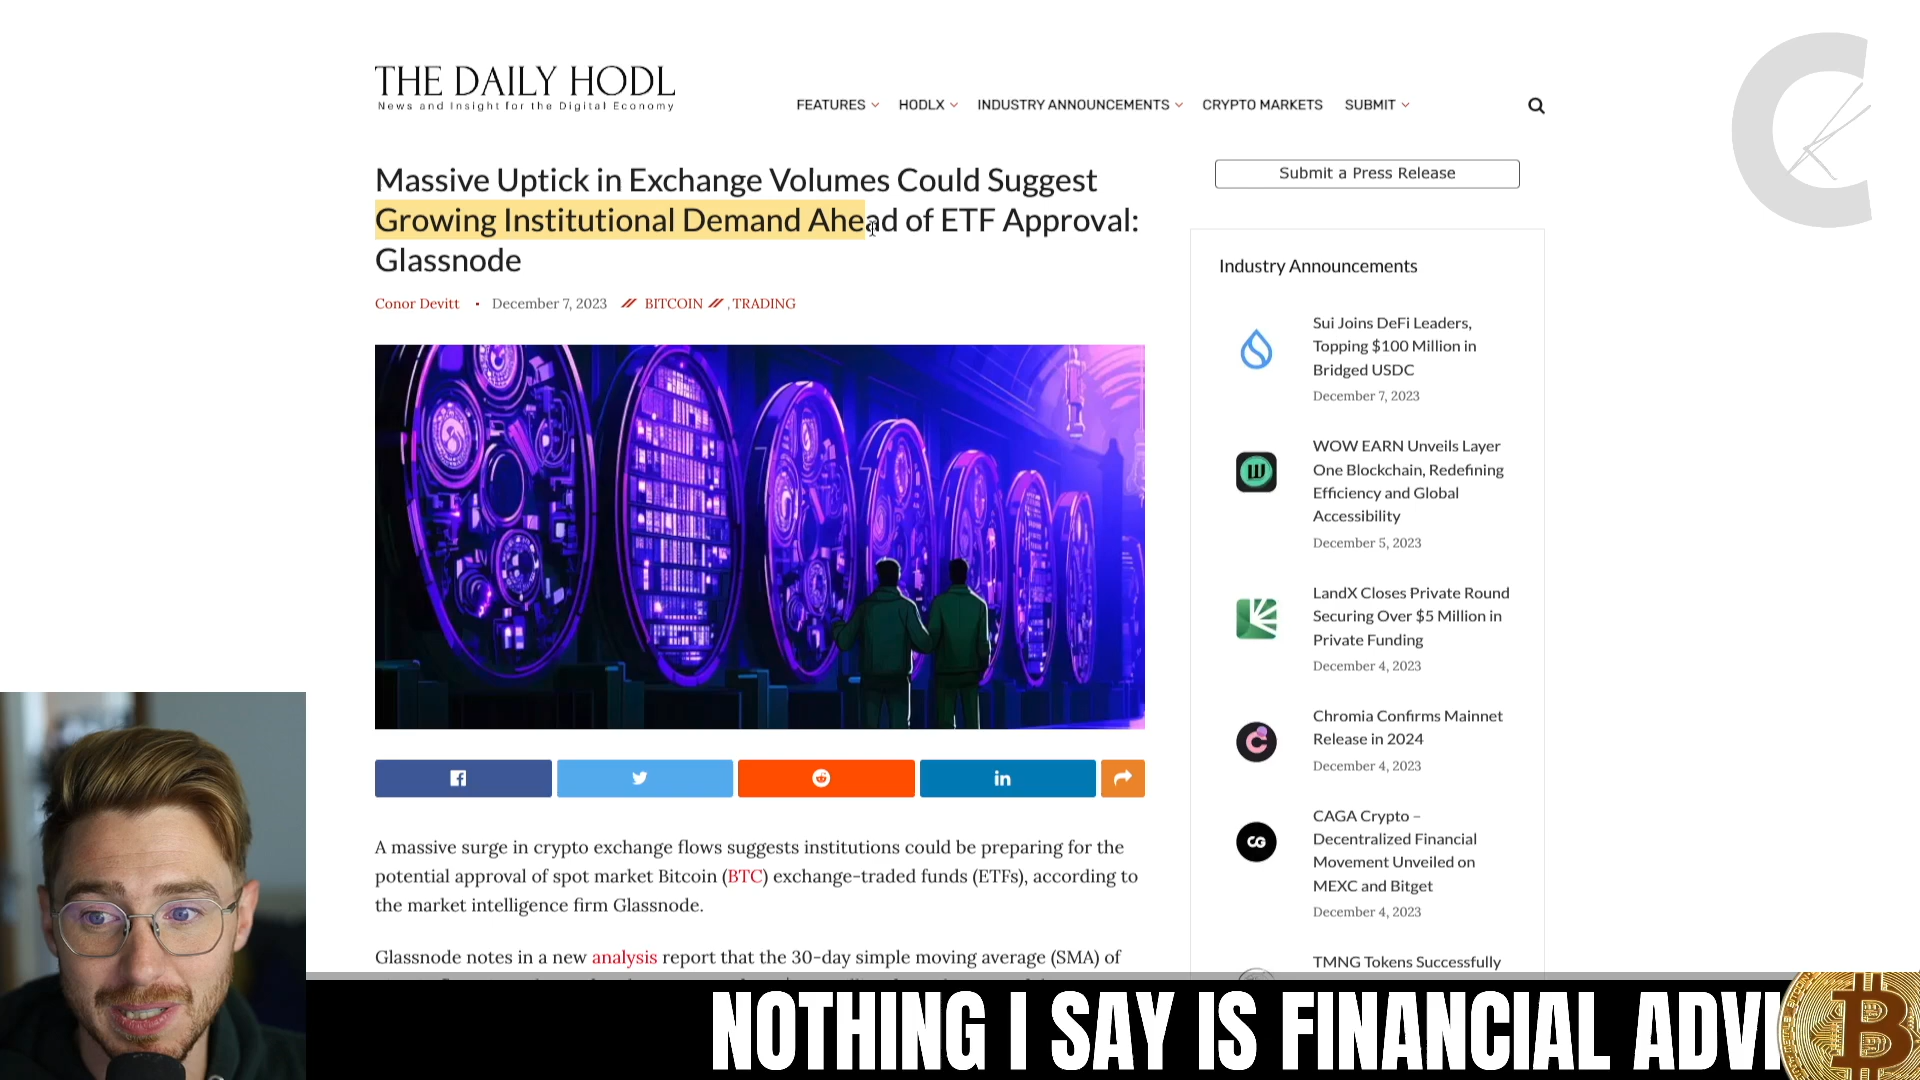 THE DAILY HODL
News and Insight for the Digital Economy
FEATURES HODLX INDUSTRY ANNOUNCEMENTS CRYPTO MARKETS SUBMIT
Massive Uptick in Exchange Volumes Could Suggest
Growing Institutional Demand Ahead of ETF Approval:
Glassnode
Conor Devitt • December 7, 2023 // BITCOIN // , TRADING
A massive surge in crypto exchange flows suggests institutions could be preparing for the
potential approval of spot market Bitcoin (BTC) exchange-traded funds (ETFs), according to
the market intelligence firm Glassnode.
Glassnode notes in a new analysis report that the 30-day simple moving average (SMA) of
Submit a Press Release
Industry Announcements
Sui Joins DeFi Leaders,
Topping $100 Million in
Bridged USDC
December 7, 2023
WOW EARN Unveils Layer
One Blockchain, Redefining
Efficiency and Global
Accessibility
December 5, 2023
LandX Closes Private Round
Securing Over $5 Million in
Private Funding
December 4, 2023
Chromia Confirms Mainnet
Release in 2024
December 4, 2023
CAGA Crypto –
Decentralized Financial
Movement Unveiled on
MEXC and Bitget
December 4, 2023
TMNG Tokens Successfully
NOTHING I SAY IS FINANCIAL ADVI